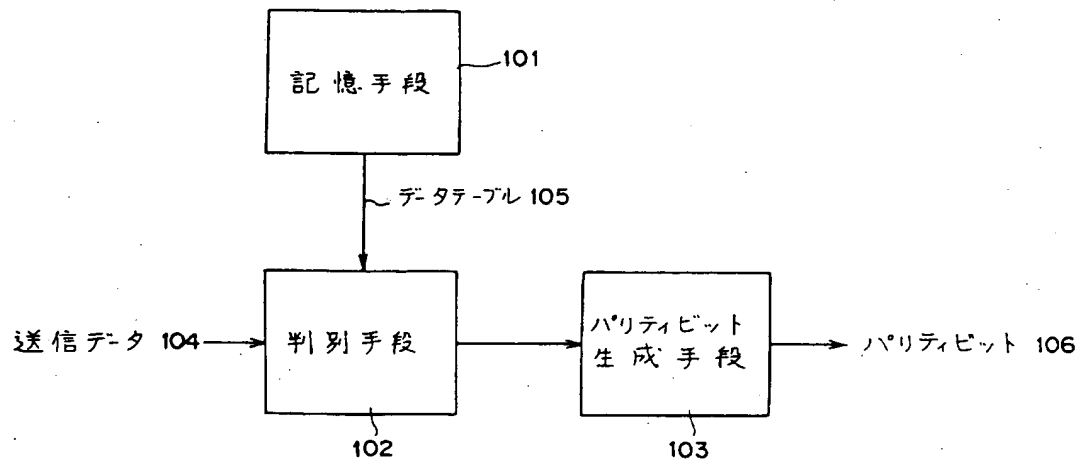 記憶手段
101
データテーブル 105
送信データ 104
判別手段
パリティビット
生成手段
パリティビット 106
102
103